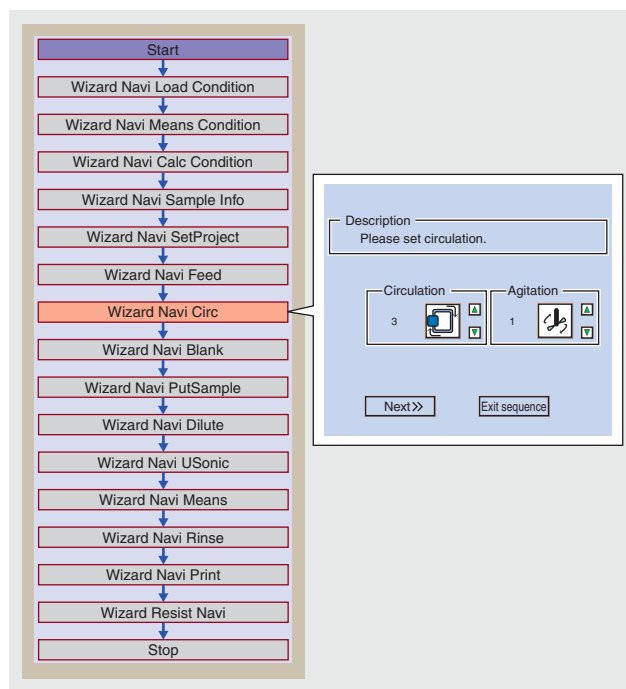 Start
Wizard Navi Load Condition
Wizard Navi Means Condition
Wizard Navi Calc Condition
Wizard Navi Sample Info
Wizard Navi SetProject
Wizard Navi Feed
Wizard Navi Circ
Wizard Navi Blank
Wizard Navi PutSample
Wizard Navi Dilute
Wizard Navi USonic
Wizard Navi Means
Wizard Navi Rinse
Wizard Navi Print
Wizard Resist Navi
Stop
Description
Please set circulation.
Circulation
3
Agitation
1
Next>>
Exit sequence